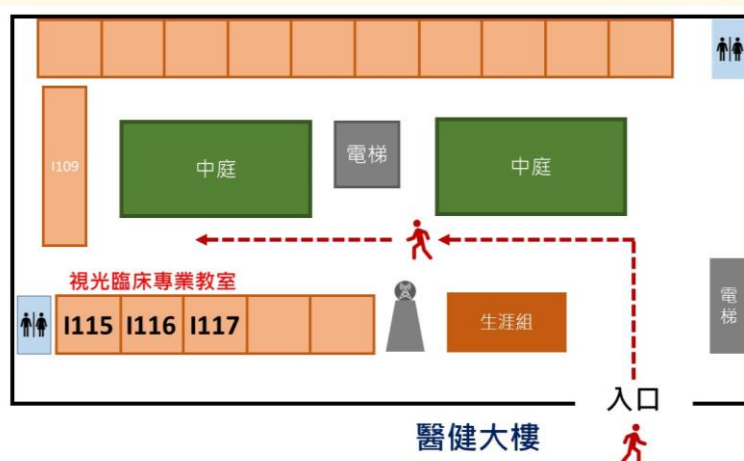 I109
中庭
電梯
中庭
視光臨床專業教室
I115
I116
I117
生涯組
電梯
入口
醫健大樓